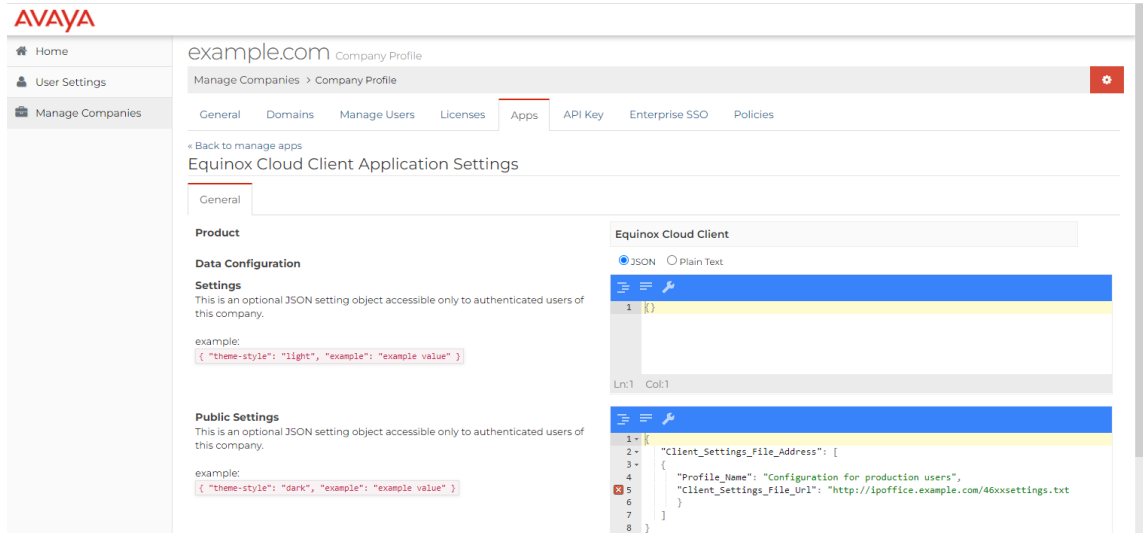 AVAYA
Home
User Settings
Manage Companies
example.com Company Profile
Manage Companies > Company Profile
General Domains Manage Users Licenses Apps API Key Enterprise SSO Policies
« Back to manage apps
Equinox Cloud Client Application Settings
General
Product
Equinox Cloud Client
Data Configuration
JSON Plain Text
Settings
This is an optional JSON setting object accessible only to authenticated users of
this company.
example:
{ "theme-style": "light", "example": "example value" }
1 {}
Ln:1 Col:1
Public Settings
This is an optional JSON setting object accessible only to authenticated users of
this company.
example:
{ "theme-style": "dark", "example": "example value" }
1 {
2 "Client_Settings_File_Address": [
3 {
4 "Profile_Name": "Configuration for production users",
5 "Client_Settings_File_Url": "http://ipoffice.example.com/46xxsettings.txt
6 }
7 ]
8 }